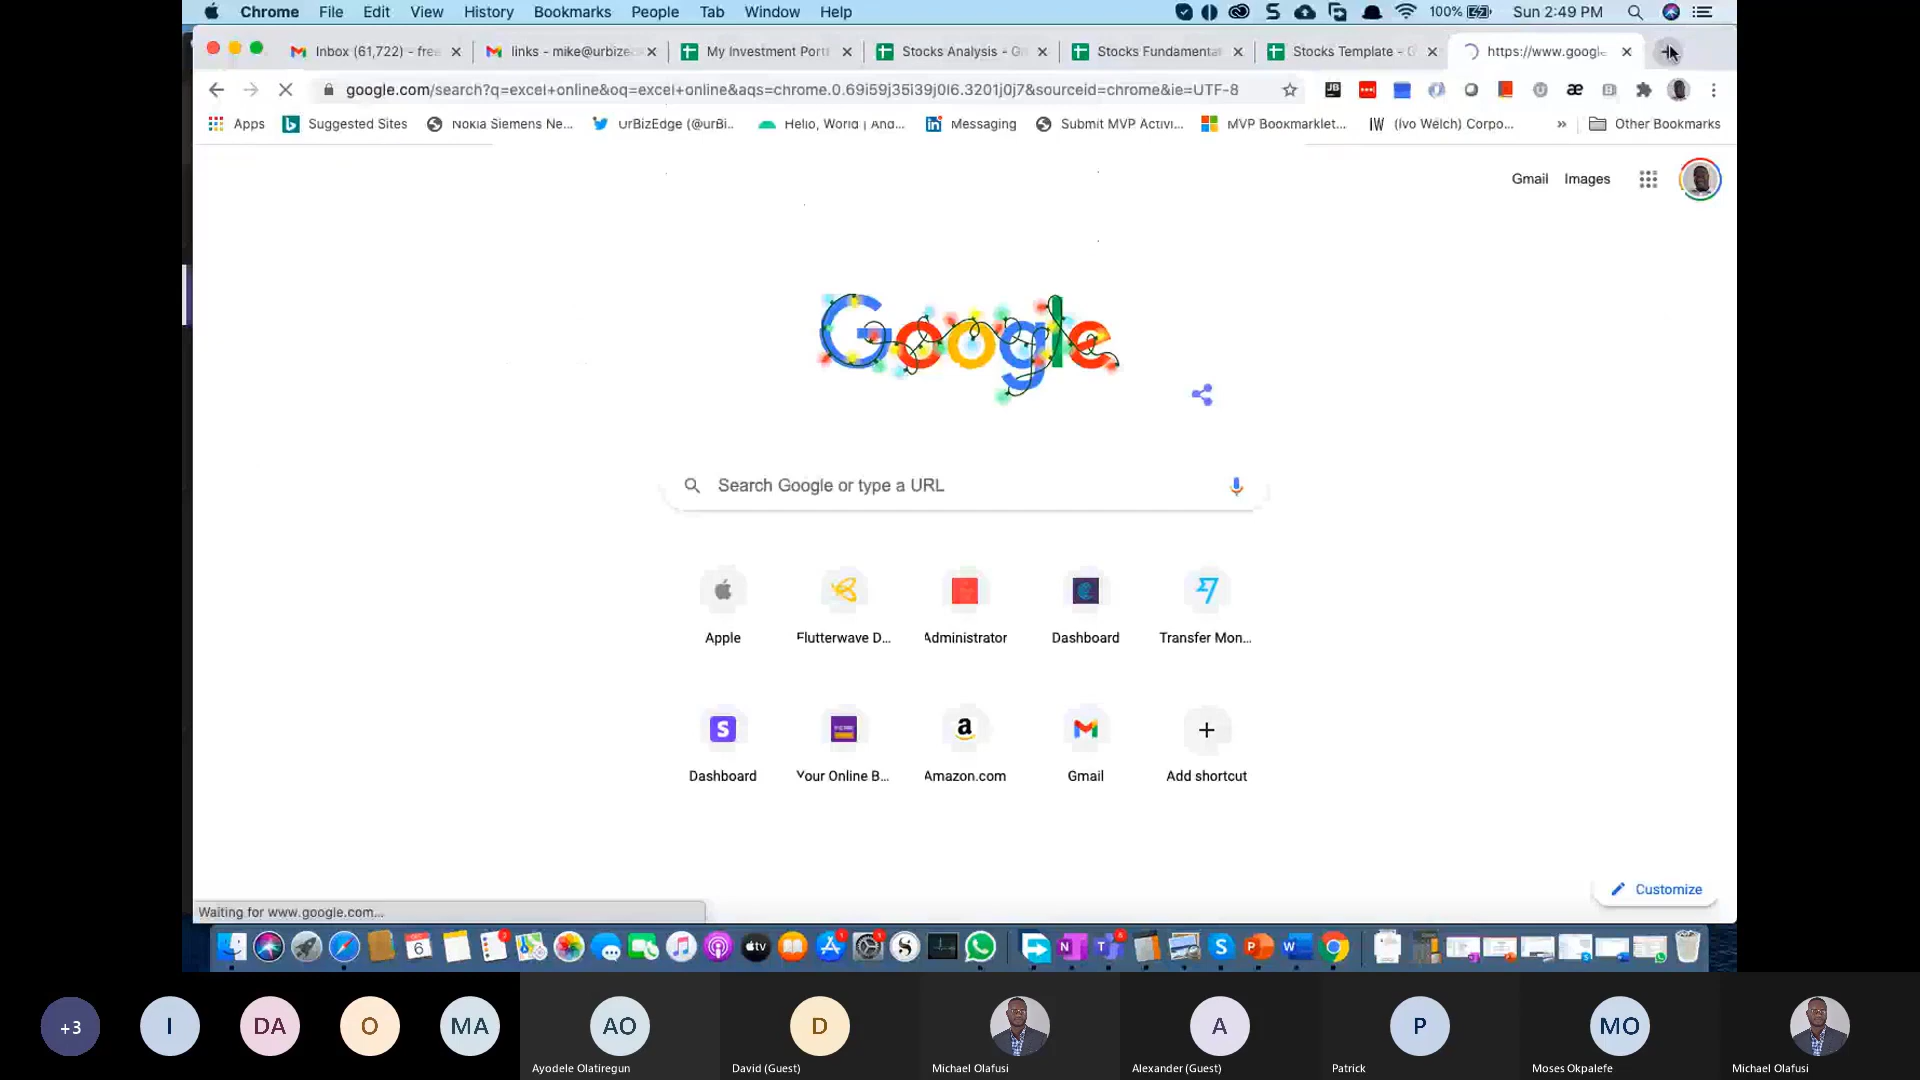 Chrome File Edit View History Bookmarks People Tab Window Help 100% Sun 2:49 PM
Inbox (61,722) - free
links - mike@urbizec
My Investment Port
Stocks Analysis - G
Stocks Fundamenta
Stocks Template - G
https://www.google
google.com/search?q=excel+online&oq=excel+online&aqs=chrome.0.69i59j35i39j0l6.3201j0j7&sourceid=chrome&ie=UTF-8
Apps Suggested Sites Nokia Siemens Ne... UrBizEdge (@urBi.. Hello, World | Ana... Messaging Submit MVP Activi... MVP Bookmarklet... IW (Ivo Welch) Corpo... » Other Bookmarks
Gmail Images
Google
Search Google or type a URL
Apple Flutterwave D... Administrator Dashboard Transfer Mon...
S a
Dashboard Your Online B... Amazon.com Gmail Add shortcut
Customize
Waiting for www.google.com...
6 tv
+3 I DA O MA AO D A P MO
Ayodele Olatiregun David (Guest) Michael Olafusi Alexander (Guest) Patrick Moses Okpalefe Michael Olafusi